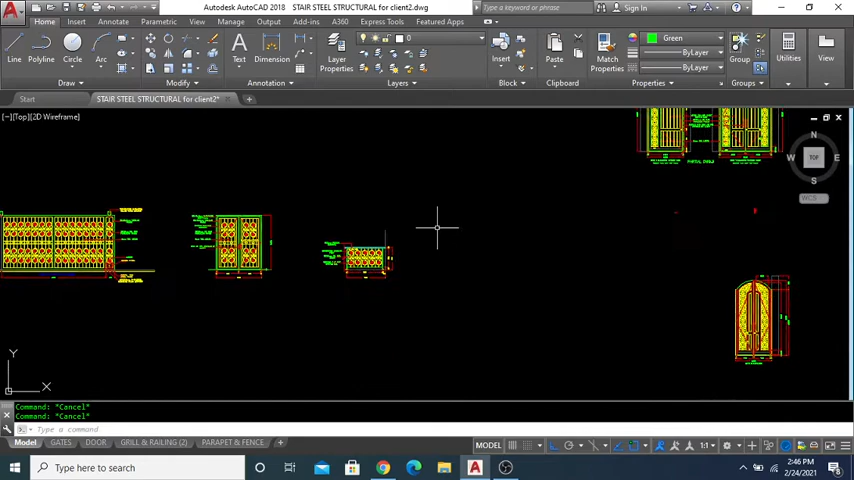 Autodesk AutoCAD 2018 STAIR STEEL STRUCTURAL for client2.dwg
Type a keyword or phrase
Sign In
Home Insert Annotate Parametric View Manage Output Add-ins A360 Express Tools Featured Apps
Line Polyline Circle Arc
Text Dimension
Layer Properties
0
Insert
Paste
Match Properties
Green
ByLayer
ByLayer
Group
Utilities
View
Draw Modify Annotation Layers Block Clipboard Properties Groups
Start STAIR STEEL STRUCTURAL for client2*
[−][Top][2D Wireframe]
N
W TOP E
S
WCS
Y
X
Command: *Cancel*
Command: *Cancel*
Type a command
Model GATES DOOR GRILL & RAILING (2) PARAPET & FENCE
MODEL 1:1
Type here to search
2:46 PM
2/24/2021